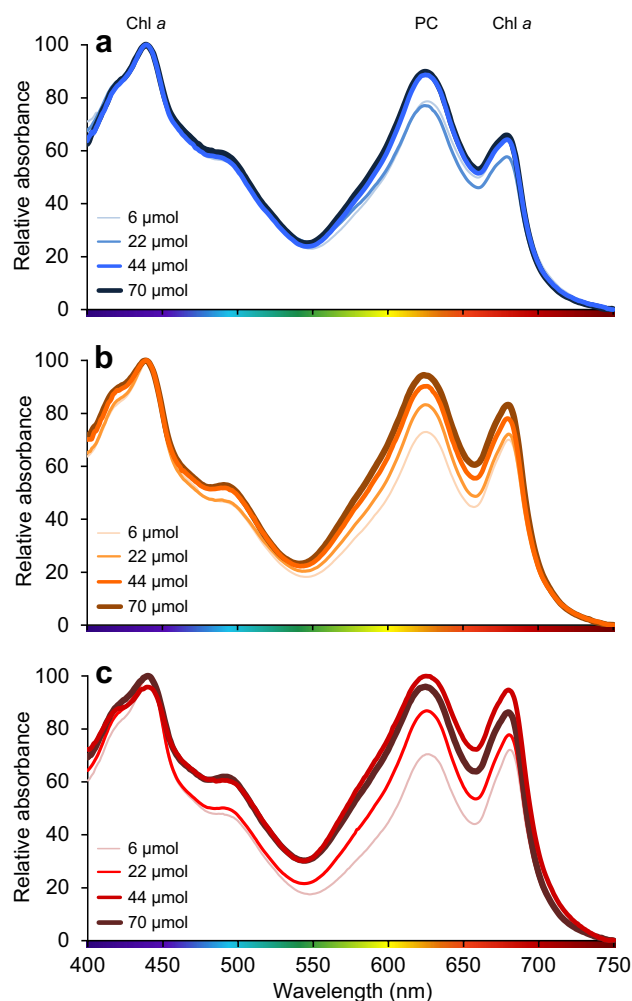 Chl a PC Chl a
a
100
80
60
40
20
0
Relative absorbance
6 µmol
22 µmol
44 µmol
70 µmol
b
100
80
60
40
20
0
Relative absorbance
6 µmol
22 µmol
44 µmol
70 µmol
c
100
80
60
40
20
0
Relative absorbance
6 µmol
22 µmol
44 µmol
70 µmol
400 450 500 550 600 650 700 750
Wavelength (nm)